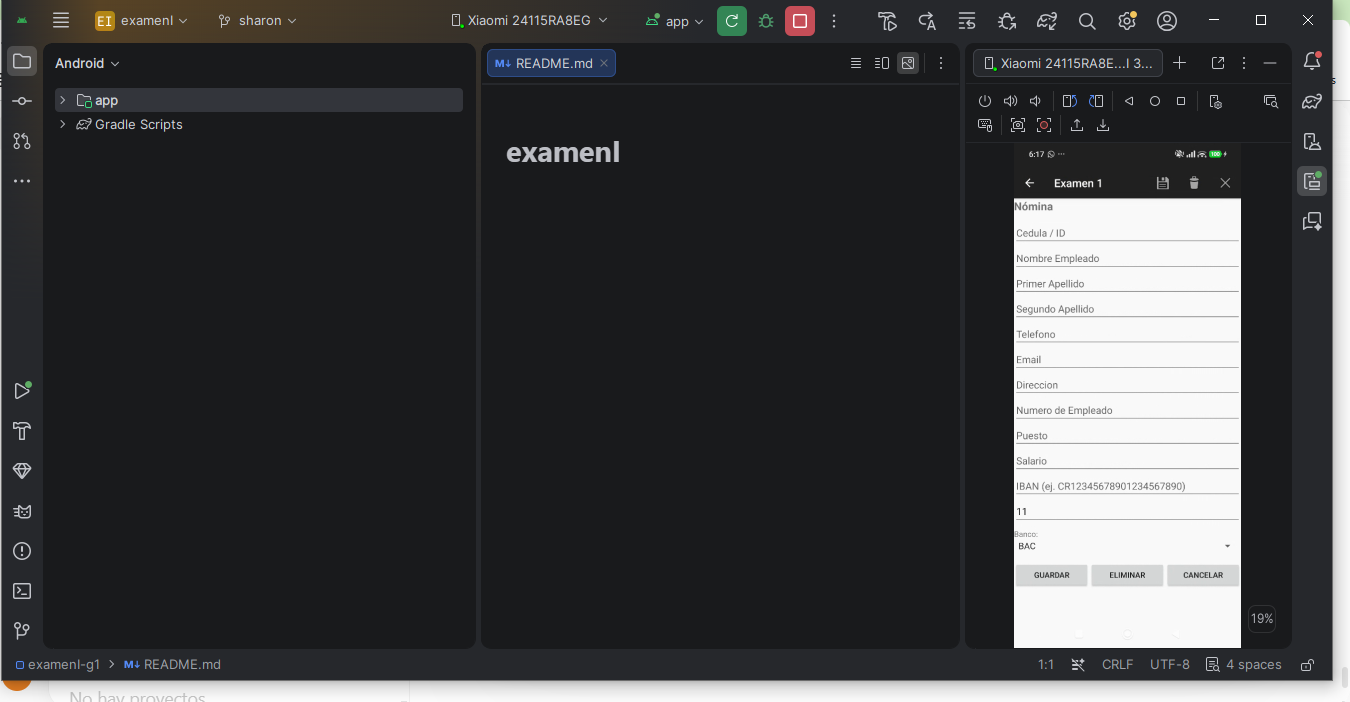 EI examenI sharon Xiaomi 24115RA8EG app
Android
app
Gradle Scripts
M↓ README.md
examenI
Xiaomi 24115RA8E...I 3...
6:17 ... 100
Examen 1
Nómina
Cedula / ID
Nombre Empleado
Primer Apellido
Segundo Apellido
Telefono
Email
Direccion
Numero de Empleado
Puesto
Salario
IBAN (ej. CR12345678901234567890)
11
Banco:
BAC
GUARDAR ELIMINAR CANCELAR
19%
examenI-g1 M↓ README.md 1:1 CRLF UTF-8 4 spaces
No hay proyectos